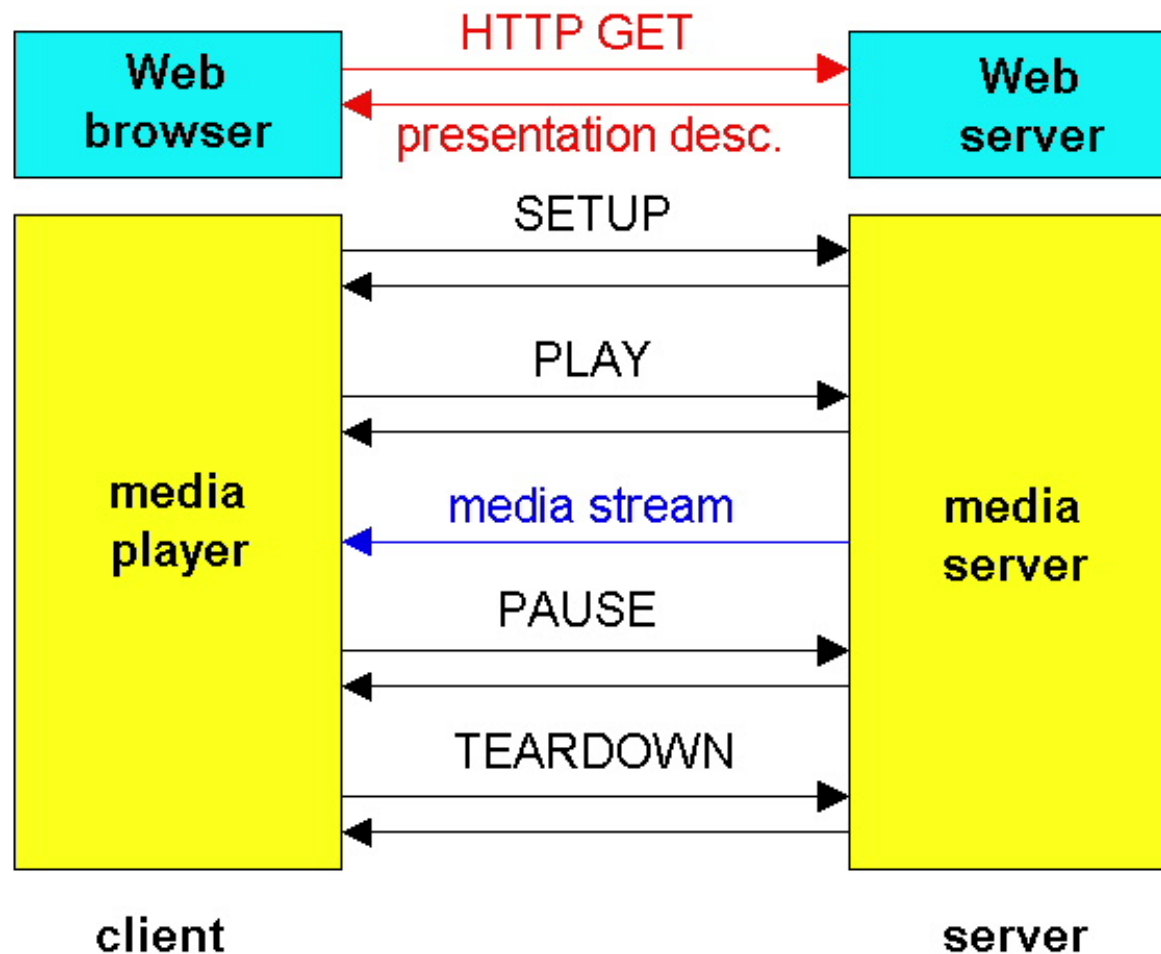 HTTP GET
Web
browser
Web
server
presentation desc.
SETUP
PLAY
media
player
media stream
media
server
PAUSE
TEARDOWN
client
server